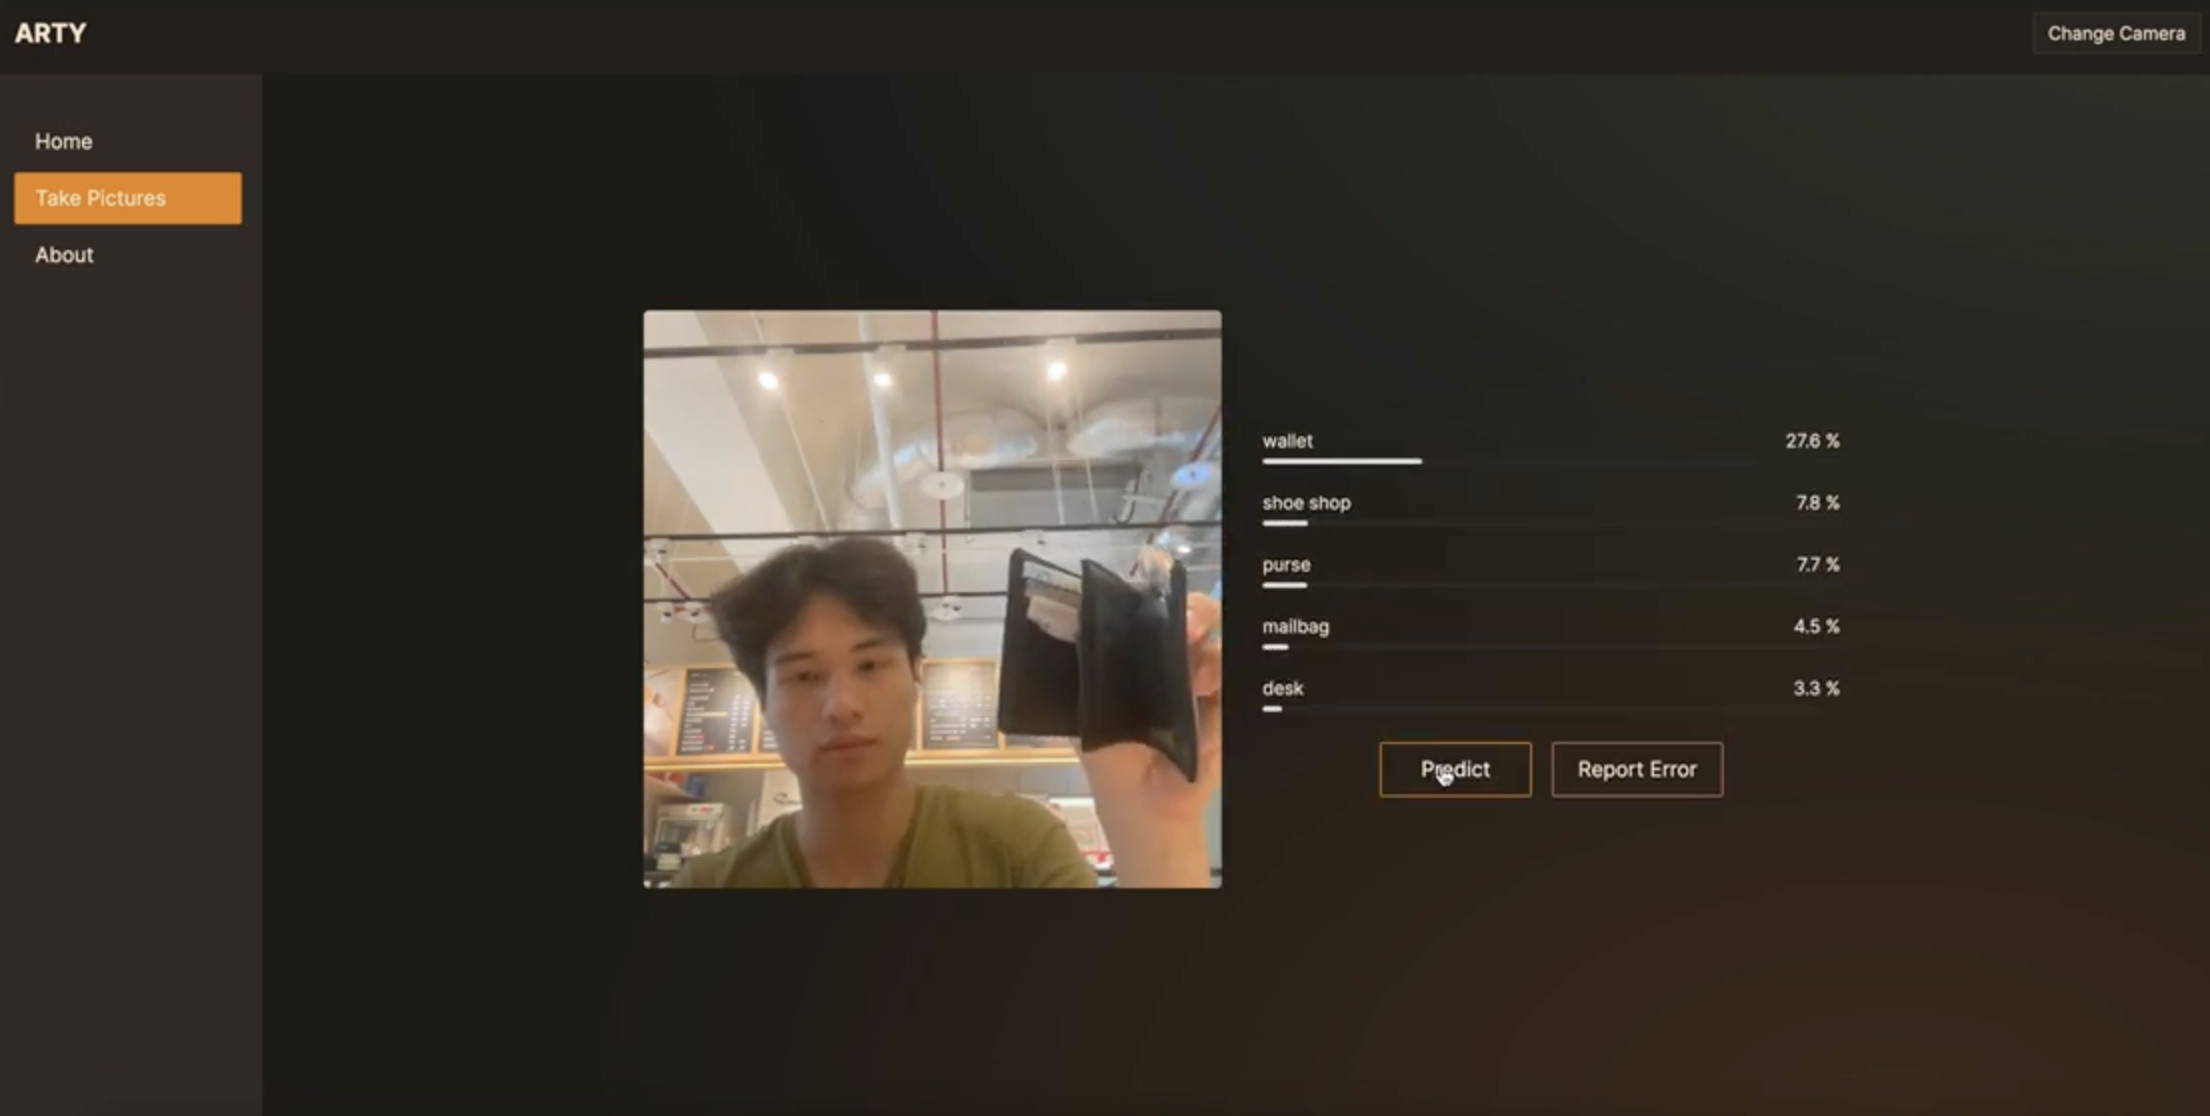 ARTY
Change Camera
Home
Take Pictures
About
wallet 27.6 %
shoe shop 7.8 %
purse 7.7 %
mailbag 4.5 %
desk 3.3 %
Predict
Report Error